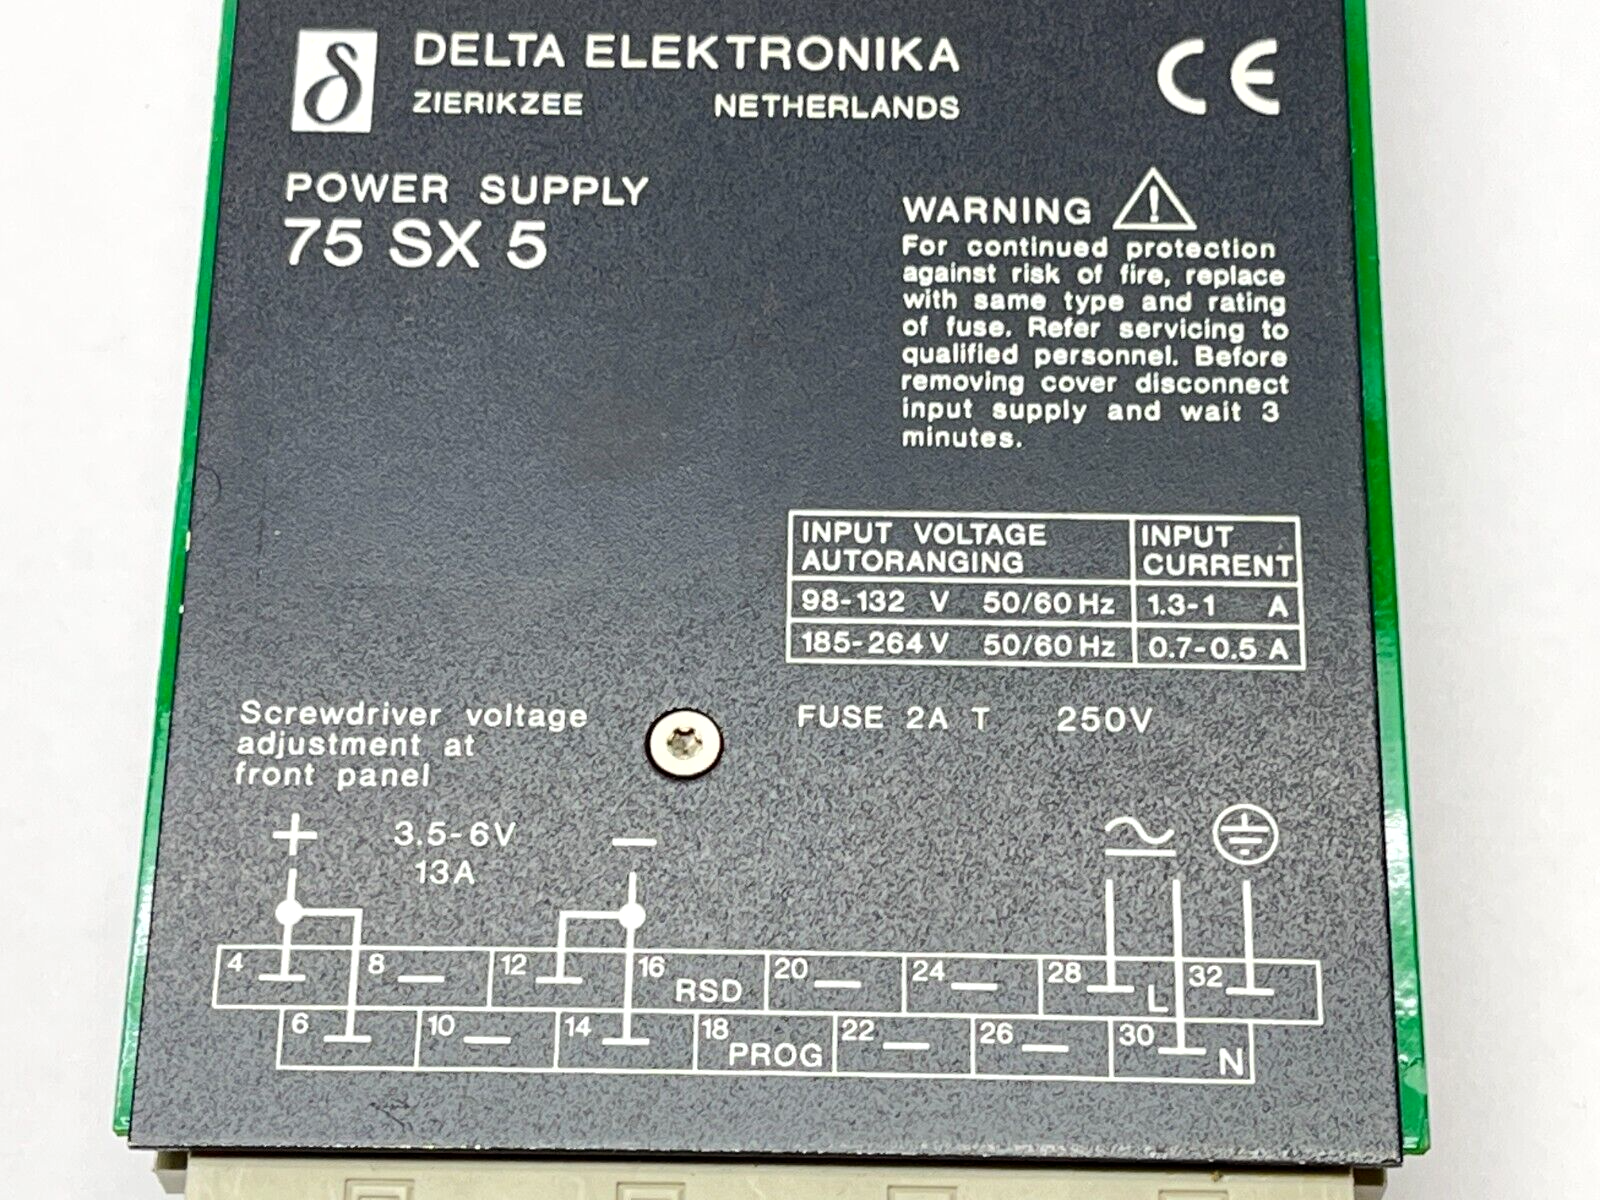 δ DELTA ELEKTRONIKA
ZIERIKZEE NETHERLANDS
CE
POWER SUPPLY
75 SX 5
WARNING
For continued protection
against risk of fire, replace
with same type and rating
of fuse. Refer servicing to
qualified personnel. Before
removing cover disconnect
input supply and wait 3
minutes.
INPUT VOLTAGE AUTORANGING INPUT CURRENT
98-132 V 50/60 Hz 1.3-1 A
185-264 V 50/60 Hz 0.7-0.5 A
FUSE 2A T 250V
Screwdriver voltage
adjustment at
front panel
+ 3.5-6V −
13A
4 8 12 16 RSD 20 24 28 L 32
6 10 14 18 PROG 22 26 30 N